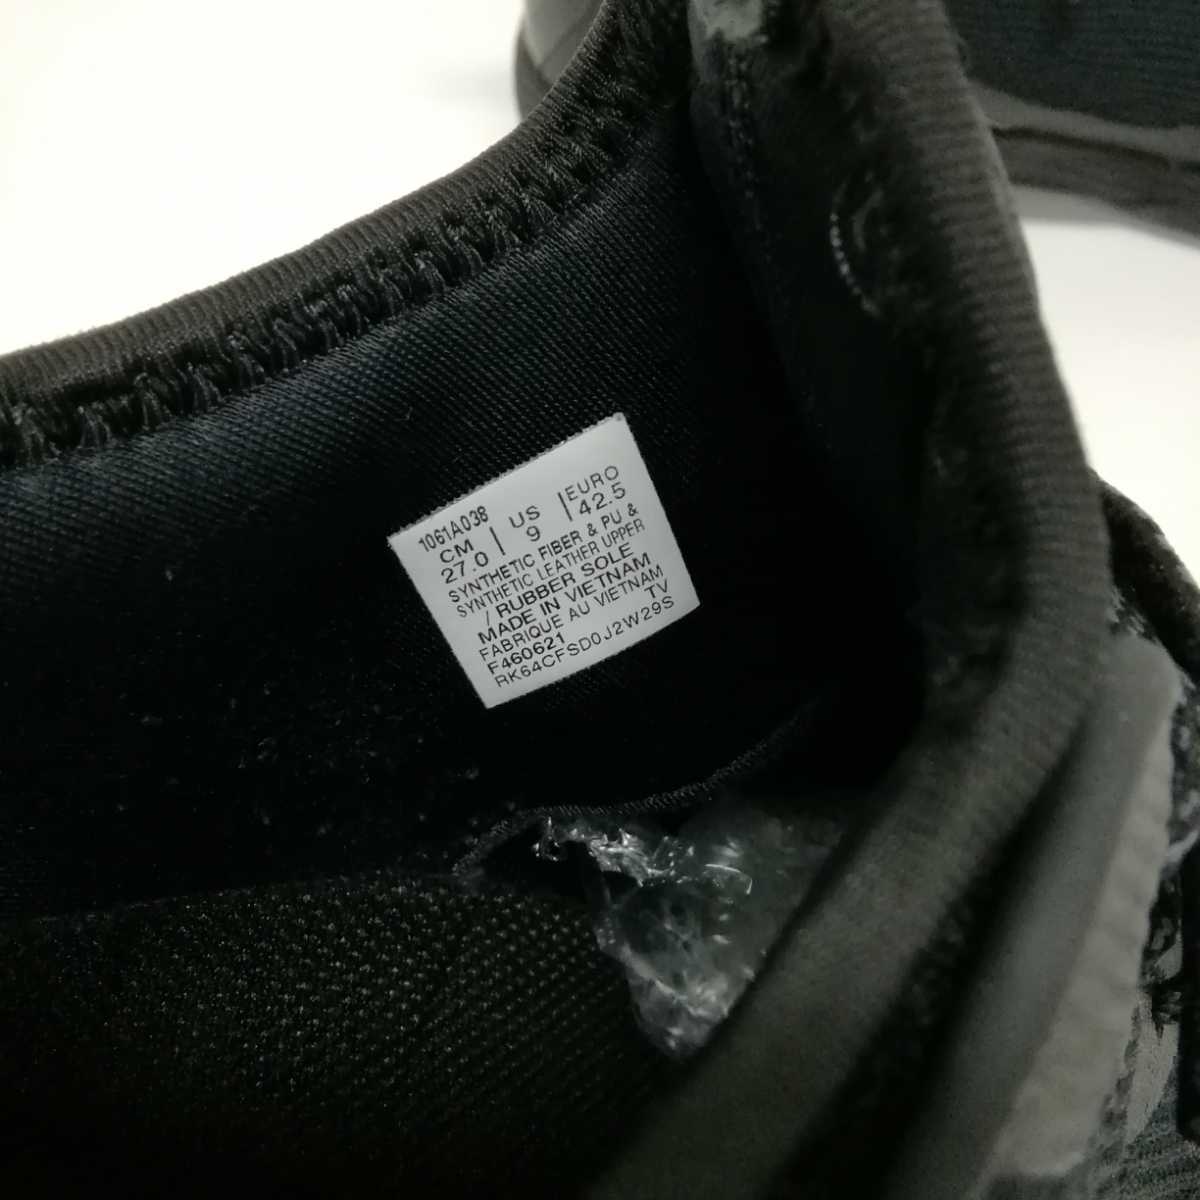 1061A038
CM | US | EURO
27.0 9 42.5
SYNTHETIC FIBER & PU &
SYNTHETIC LEATHER UPPER
/ RUBBER SOLE
MADE IN VIETNAM
FABRIQUE AU VIETNAM
F460621 TV
RK64CFSD0J2W29S